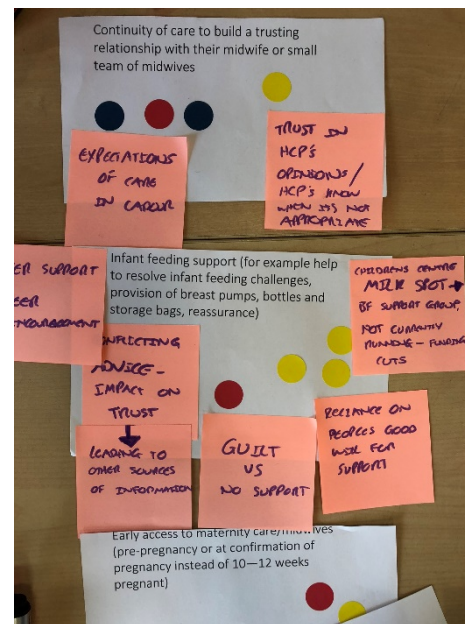 Continuity of care to build a trusting
relationship with their midwife or small
team of midwives
EXPECTATIONS
OF CARE
IN LABOUR
TRUST IN
HCP'S
OPINIONS/
HCP'S KNOW
WHEN ITS NOT
APPROPRIATE
Infant feeding support (for example help
to resolve infant feeding challenges,
provision of breast pumps, bottles and
storage bags, reassurance)
SUPPORT
ADVICE -
IMPACT ON
TRUST
LEADING TO
OTHER SOURCES
OF INFORMATION
GUILT
VS
NO SUPPORT
CHILDRENS CENTRE
MILK SPOT
BF SUPPORT GROUP,
NOT CURRENTLY
RUNNING - FUNDING
CUTS
RELIANCE ON
PEOPLES GOOD
WILL FOR
SUPPORT
Early access to maternity care/midwives
(pre-pregnancy or at confirmation of
pregnancy instead of 10—12 weeks
pregnant)